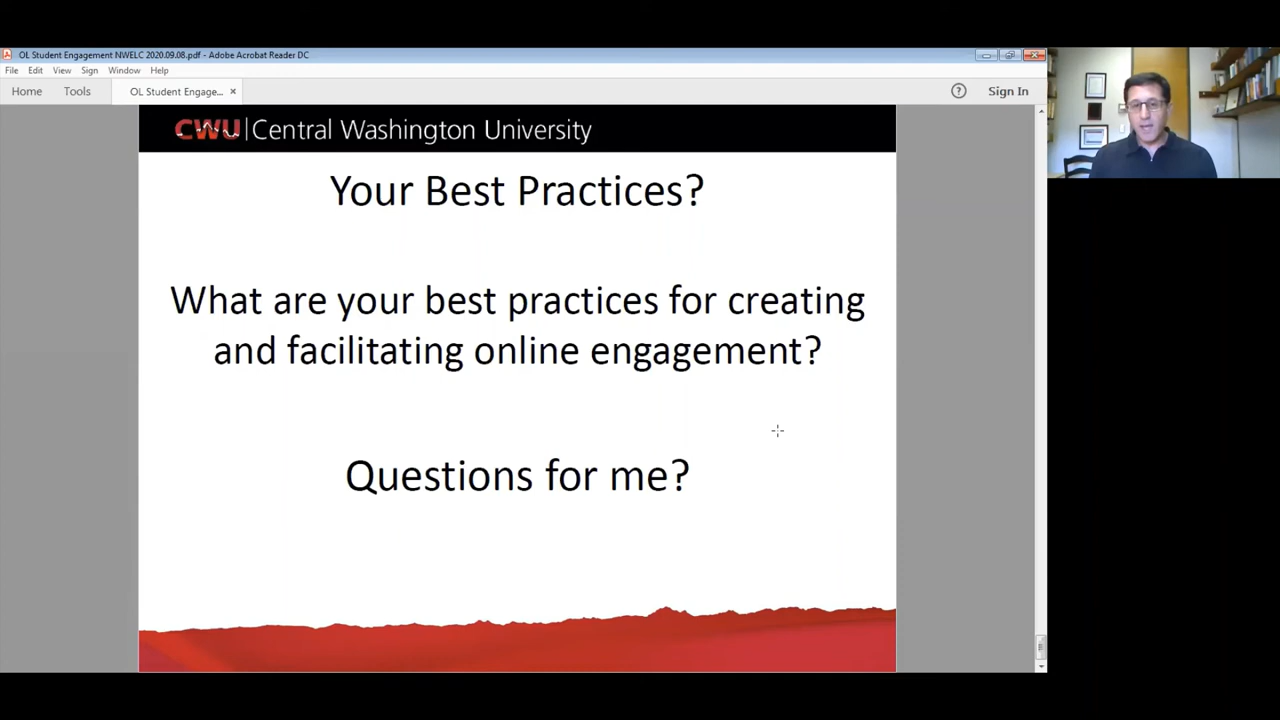 OL Student Engagement NWELC 2020.09.08.pdf - Adobe Acrobat Reader DC
File Edit View Sign Window Help
Home Tools OL Student Engage... × ? Sign In
CWU Central Washington University
Your Best Practices?
What are your best practices for creating
and facilitating online engagement?
Questions for me?